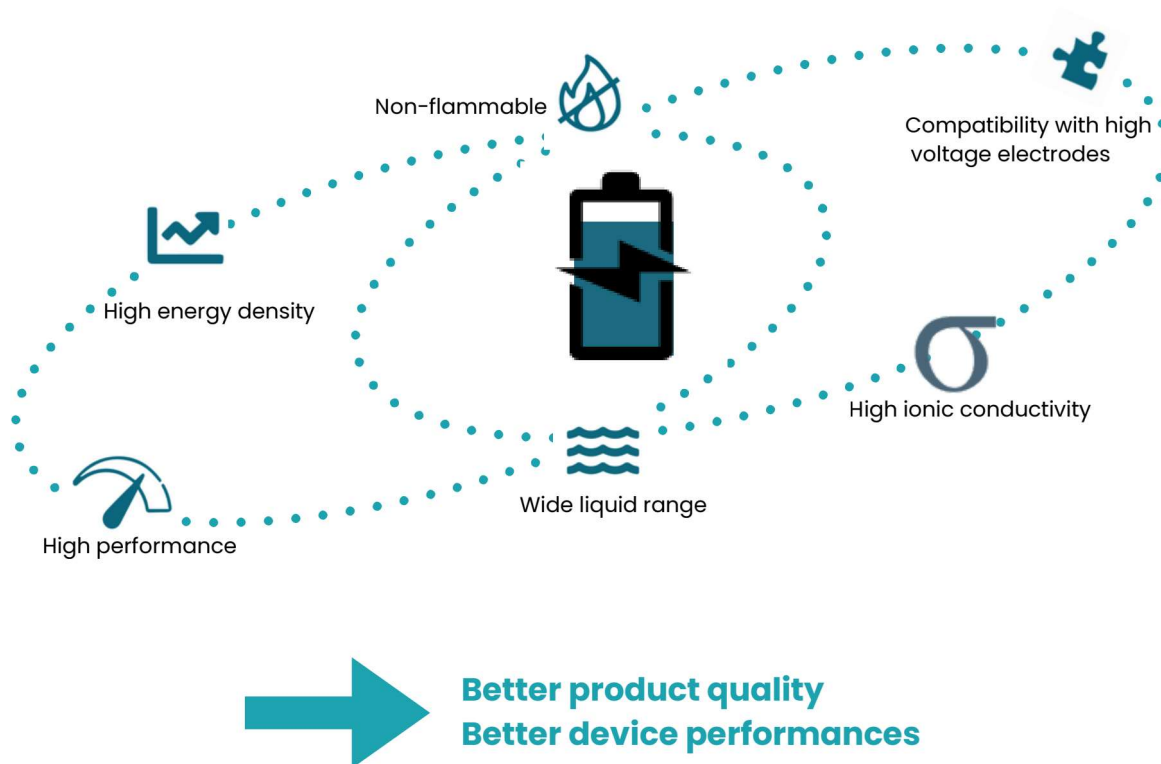 Non-flammable
Compatibility with high
voltage electrodes
High energy density
σ
High ionic conductivity
Wide liquid range
High performance
Better product quality
Better device performances